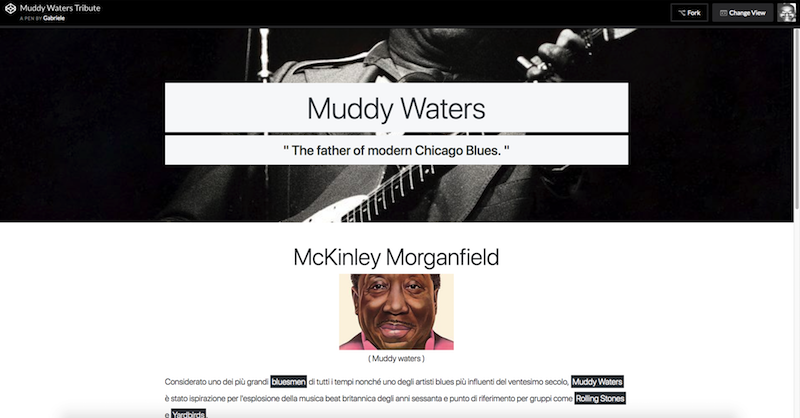 Muddy Waters Tribute
A PEN BY Gabriele
Fork
Change View
Muddy Waters
" The father of modern Chicago Blues. "
McKinley Morganfield
( Muddy waters )
Considerato uno dei più grandi bluesmen di tutti i tempi nonché uno degli artisti blues più influenti del ventesimo secolo, Muddy Waters
è stato ispirazione per l'esplosione della musica beat britannica degli anni sessanta e punto di riferimento per gruppi come Rolling Stones
e Yardbirds